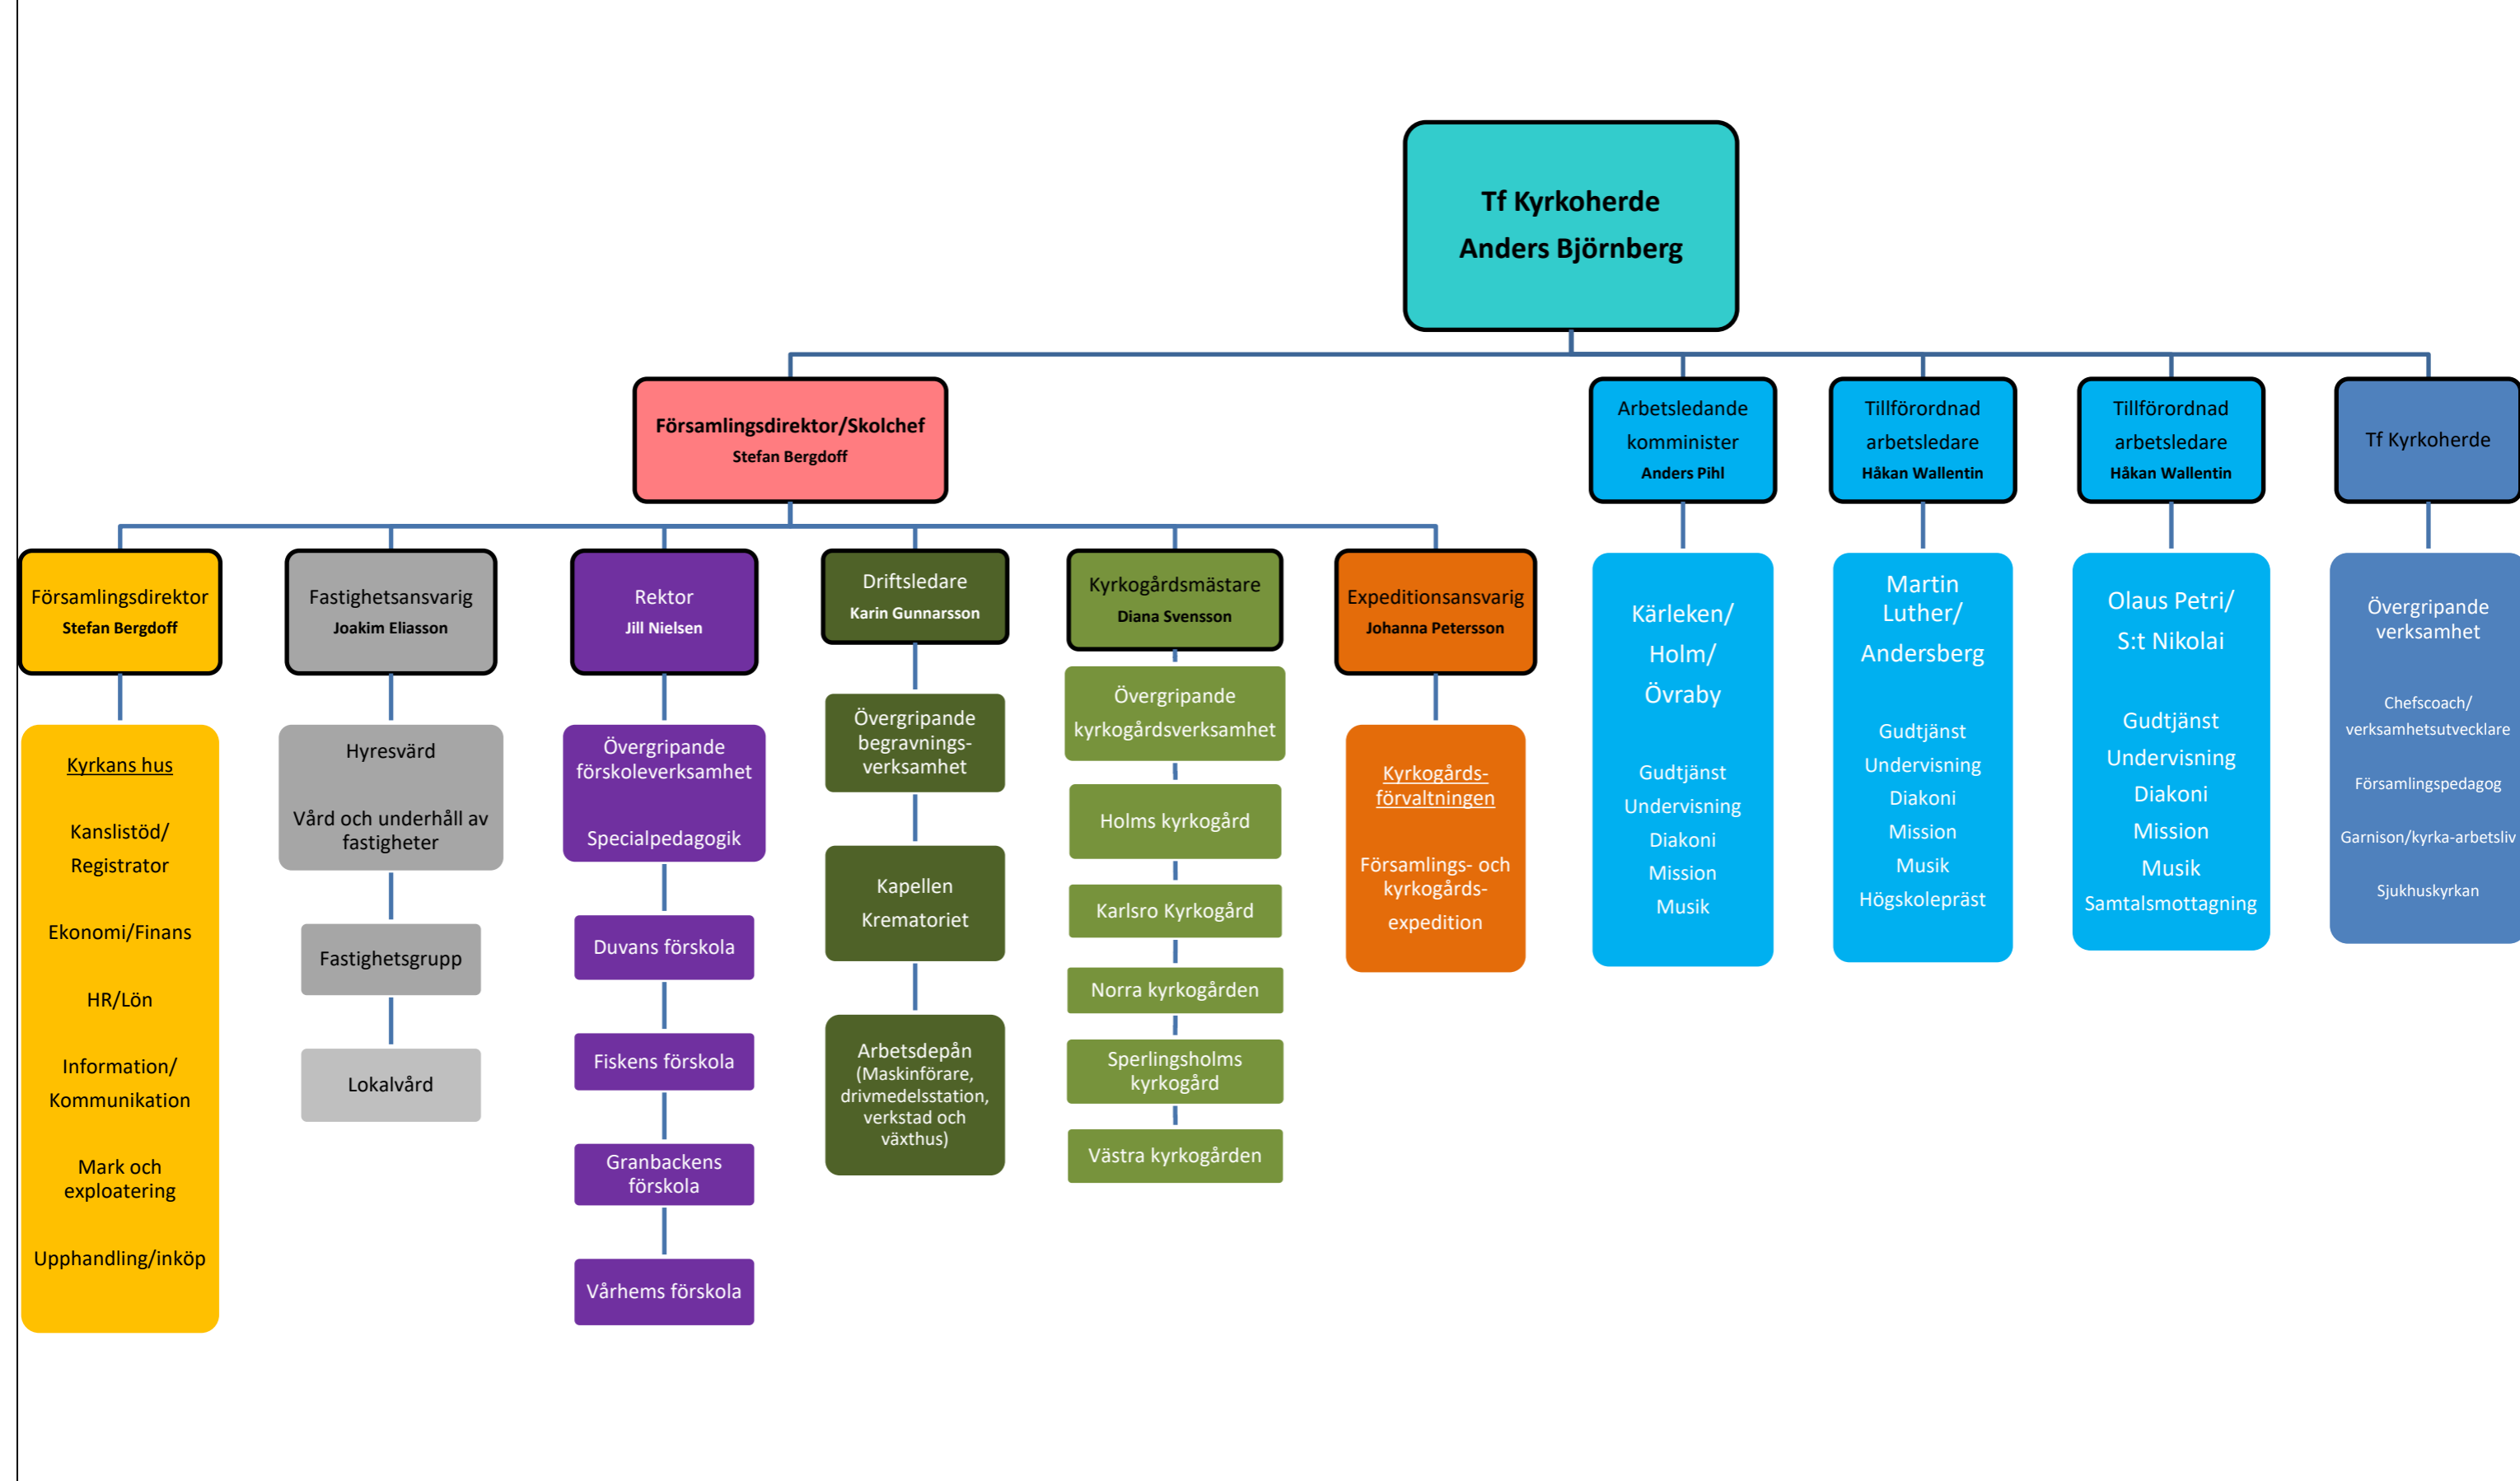 Tf Kyrkoherde
Anders Björnberg
Församlingsdirektor/Skolchef
Stefan Bergdoff
Arbetsledande
komminister
Anders Pihl
Tillförordnad
arbetsledare
Håkan Wallentin
Tillförordnad
arbetsledare
Håkan Wallentin
Tf Kyrkoherde
Församlingsdirektor
Stefan Bergdoff
Fastighetsansvarig
Joakim Eliasson
Rektor
Jill Nielsen
Driftsledare
Karin Gunnarsson
Kyrkogårdsmästare
Diana Svensson
Expeditionsansvarig
Johanna Petersson
Kyrkans hus
Kanslistöd/
Registrator
Ekonomi/Finans
HR/Lön
Information/
Kommunikation
Mark och
exploatering
Upphandling/inköp
Hyresvärd
Vård och underhåll av
fastigheter
Fastighetsgrupp
Lokalvård
Övergripande
förskoleverksamhet
Specialpedagogik
Duvans förskola
Fiskens förskola
Granbackens
förskola
Vårhems förskola
Övergripande
begravnings-
verksamhet
Kapellen
Krematoriet
Arbetsdepån
(Maskinförare,
drivmedelsstation,
verkstad och
växthus)
Övergripande
kyrkogårdsverksamhet
Holms kyrkogård
Karlsro Kyrkogård
Norra kyrkogården
Sperlingsholms
kyrkogård
Västra kyrkogården
Kyrkogårds-
förvaltningen
Församlings- och
kyrkogårds-
expedition
Kärleken/
Holm/
Övraby
Gudtjänst
Undervisning
Diakoni
Mission
Musik
Martin
Luther/
Andersberg
Gudtjänst
Undervisning
Diakoni
Mission
Musik
Högskolepräst
Olaus Petri/
S:t Nikolai
Gudtjänst
Undervisning
Diakoni
Mission
Musik
Samtalsmottagning
Övergripande
verksamhet
Chefscoach/
verksamhetsutvecklare
Församlingspedagog
Garnison/kyrka-arbetsliv
Sjukhuskyrkan